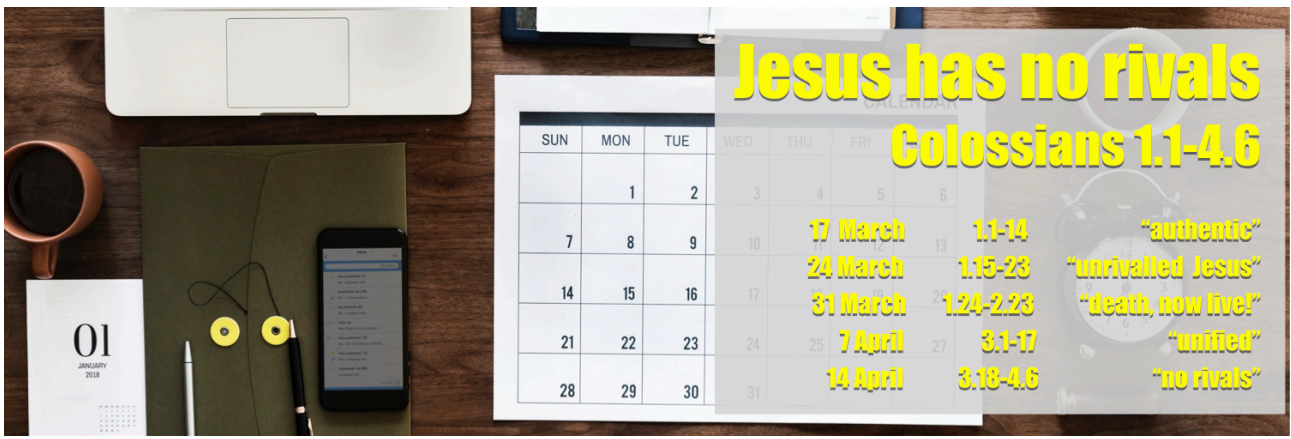 Jesus has no rivals
Colossians 1.1-4.6
17 March 1.1-14 “authentic”
24 March 1.15-23 “unrivalled Jesus”
31 March 1.24-2.23 “death, now live!”
7 April 3.1-17 “unified”
14 April 3.18-4.6 “no rivals”
CALENDAR
SUN MON TUE WED THU FRI
1 2 3 4 5 6
7 8 9 10 11 12 13
14 15 16 17 20
21 22 23 24 25 27
28 29 30 31
01
JANUARY
2018